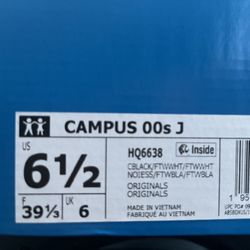 CAMPUS 00s J
US
6½
HQ6638
Inside
CBLACK/FTWWHT/FTWWHT
NOIESS/FTWBLA/FTWBLA
ORIGINALS
ORIGINALS
F
39⅓
UK
6
MADE IN VIETNAM
FABRIQUÉ AU VIETNAM